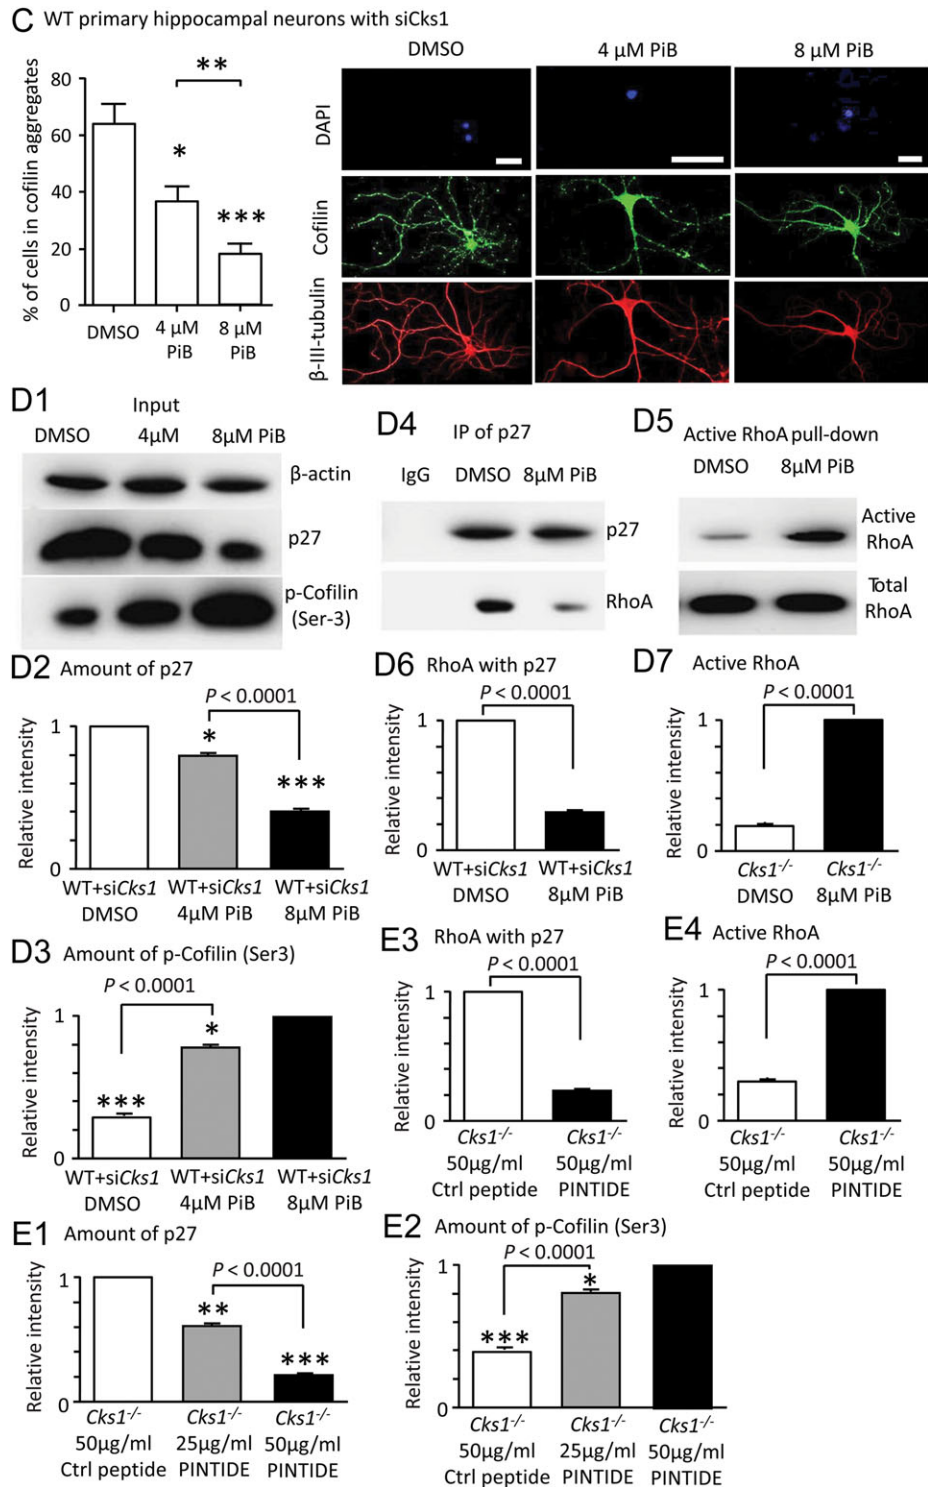 C WT primary hippocampal neurons with siCks1
% of cells in cofilin aggregates
80
60
40
20
0
**
*
***
DMSO
4 µM
PiB
8 µM
PiB
DMSO
4 µM PiB
8 µM PiB
DAPI
Cofilin
β-III-tubulin
D1
Input
DMSO
4µM
8µM PiB
β-actin
p27
p-Cofilin
(Ser-3)
D4
IP of p27
IgG
DMSO
8µM PiB
p27
RhoA
D5
Active RhoA pull-down
DMSO
8µM PiB
Active
RhoA
Total
RhoA
D2 Amount of p27
Relative intensity
1
0
P < 0.0001
*
***
WT+siCks1
DMSO
WT+siCks1
4µM PiB
WT+siCks1
8µM PiB
D6 RhoA with p27
Relative intensity
1
0
P < 0.0001
WT+siCks1
DMSO
WT+siCks1
8µM PiB
D7 Active RhoA
Relative intensity
1
0
P < 0.0001
Cks1-/-
DMSO
Cks1-/-
8µM PiB
D3 Amount of p-Cofilin (Ser3)
Relative intensity
1
0
P < 0.0001
***
*
WT+siCks1
DMSO
WT+siCks1
4µM PiB
WT+siCks1
8µM PiB
E3 RhoA with p27
Relative intensity
1
0
P < 0.0001
Cks1-/-
50µg/ml
Ctrl peptide
Cks1-/-
50µg/ml
PINTIDE
E4 Active RhoA
Relative intensity
1
0
P < 0.0001
Cks1-/-
50µg/ml
Ctrl peptide
Cks1-/-
50µg/ml
PINTIDE
E1 Amount of p27
Relative intensity
1
0
P < 0.0001
**
***
Cks1-/-
50µg/ml
Ctrl peptide
Cks1-/-
25µg/ml
PINTIDE
Cks1-/-
50µg/ml
PINTIDE
E2 Amount of p-Cofilin (Ser3)
Relative intensity
1
0
P < 0.0001
***
*
Cks1-/-
50µg/ml
Ctrl peptide
Cks1-/-
25µg/ml
PINTIDE
Cks1-/-
50µg/ml
PINTIDE